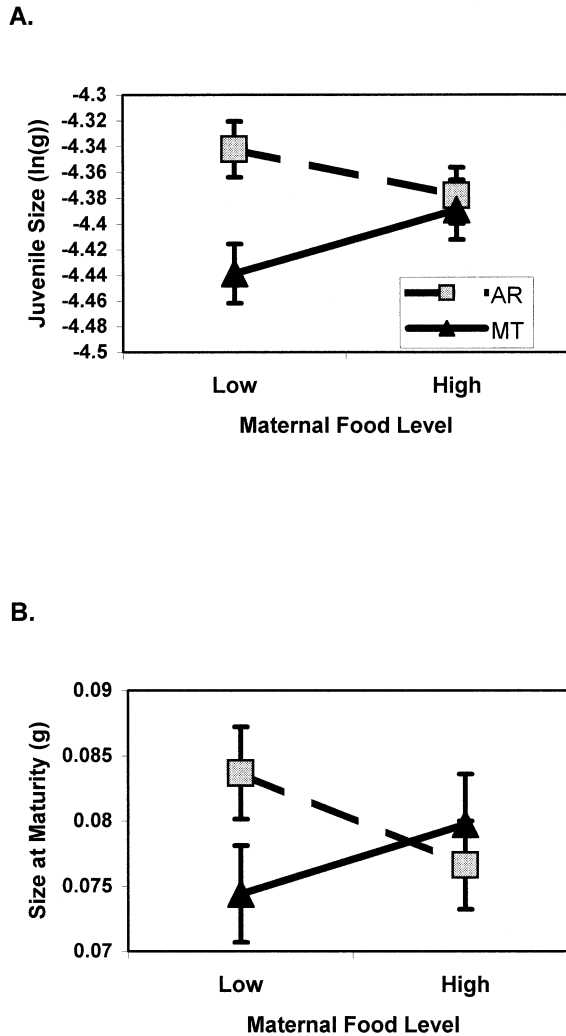 A.
Juvenile Size (ln(g))
-4.3
-4.32
-4.34
-4.36
-4.38
-4.4
-4.42
-4.44
-4.46
-4.48
-4.5
AR
MT
Low High
Maternal Food Level
B.
Size at Maturity (g)
0.09
0.085
0.08
0.075
0.07
Low High
Maternal Food Level